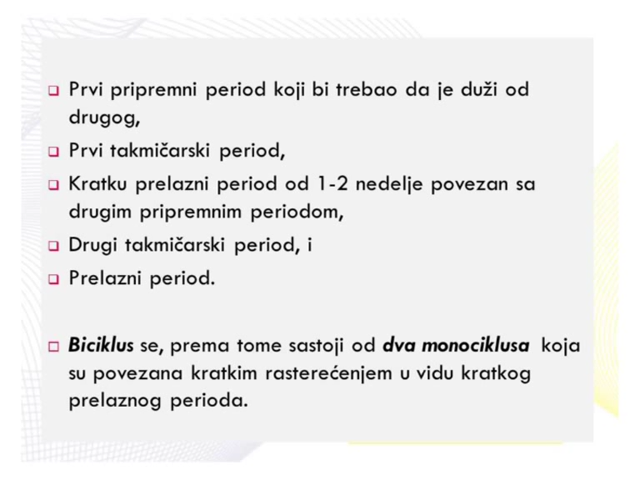 Prvi pripremni period koji bi trebao da je duži od
drugog,
Prvi takmičarski period,
Kratku prelazni period od 1-2 nedelje povezan sa
drugim pripremnim periodom,
Drugi takmičarski period, i
Prelazni period.
Biciklus se, prema tome sastoji od dva monociklusa koja
su povezana kratkim rasterećenjem u vidu kratkog
prelaznog perioda.